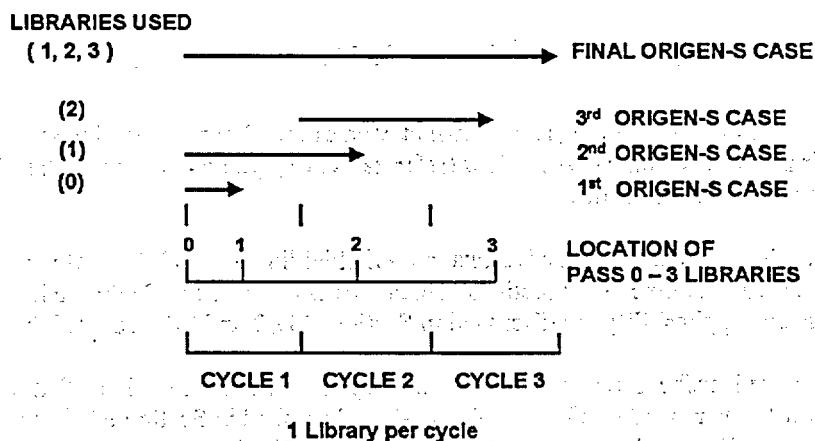 LIBRARIES USED
( 1, 2, 3 )
FINAL ORIGEN-S CASE
(2)
3rd ORIGEN-S CASE
(1)
2nd ORIGEN-S CASE
(0)
1st ORIGEN-S CASE
0 1 2 3
LOCATION OF
PASS 0 – 3 LIBRARIES
CYCLE 1 CYCLE 2 CYCLE 3
1 Library per cycle